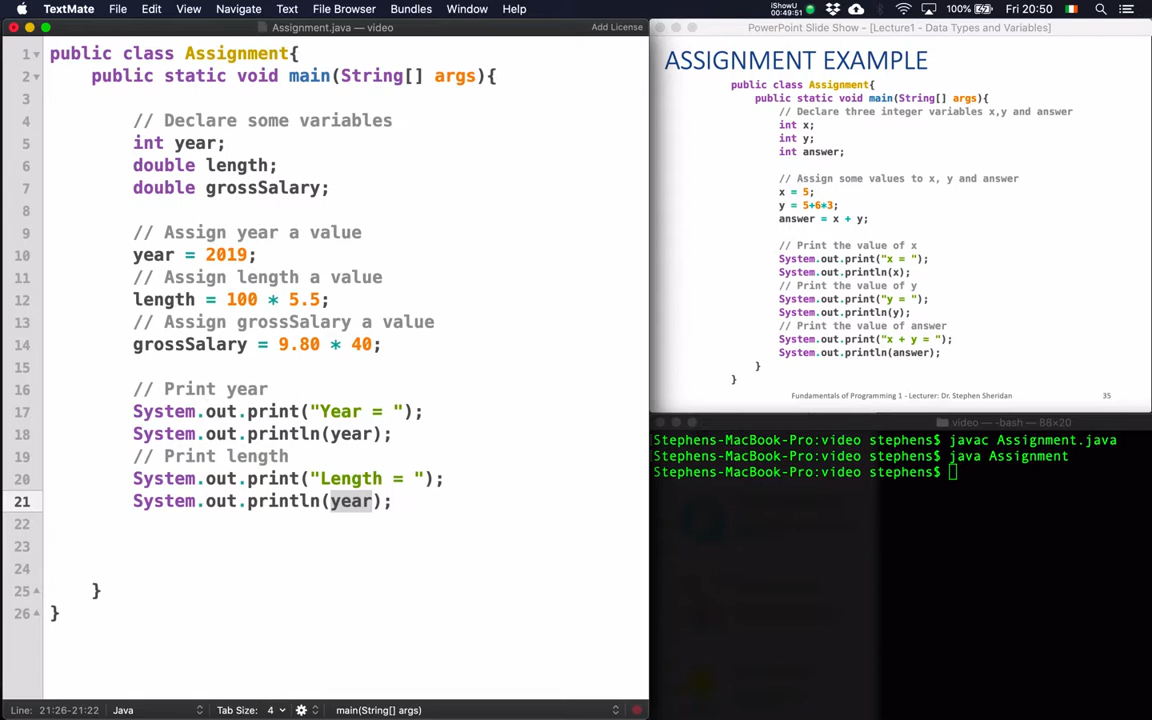 TextMate File Edit View Navigate Text File Browser Bundles Window Help
iShowU
00:49:51
100% Fri 20:50
Assignment.java — video
Add License
1 public class Assignment{
2 public static void main(String[] args){
3
4 // Declare some variables
5 int year;
6 double length;
7 double grossSalary;
8
9 // Assign year a value
10 year = 2019;
11 // Assign length a value
12 length = 100 * 5.5;
13 // Assign grossSalary a value
14 grossSalary = 9.80 * 40;
15
16 // Print year
17 System.out.print("Year = ");
18 System.out.println(year);
19 // Print length
20 System.out.print("Length = ");
21 System.out.println(year);
22
23
24
25 }
26 }
Line: 21:26-21:22 Java Tab Size: 4 main(String[] args)
PowerPoint Slide Show - [Lecture1 - Data Types and Variables]
ASSIGNMENT EXAMPLE
public class Assignment{
public static void main(String[] args){
// Declare three integer variables x,y and answer
int x;
int y;
int answer;
// Assign some values to x, y and answer
x = 5;
y = 5+6*3;
answer = x + y;
// Print the value of x
System.out.print("x = ");
System.out.println(x);
// Print the value of y
System.out.print("y = ");
System.out.println(y);
// Print the value of answer
System.out.print("x + y = ");
System.out.println(answer);
}
}
Fundamentals of Programming 1 - Lecturer: Dr. Stephen Sheridan 35
video — -bash — 88×20
Stephens-MacBook-Pro:video stephens$ javac Assignment.java
Stephens-MacBook-Pro:video stephens$ java Assignment
Stephens-MacBook-Pro:video stephens$